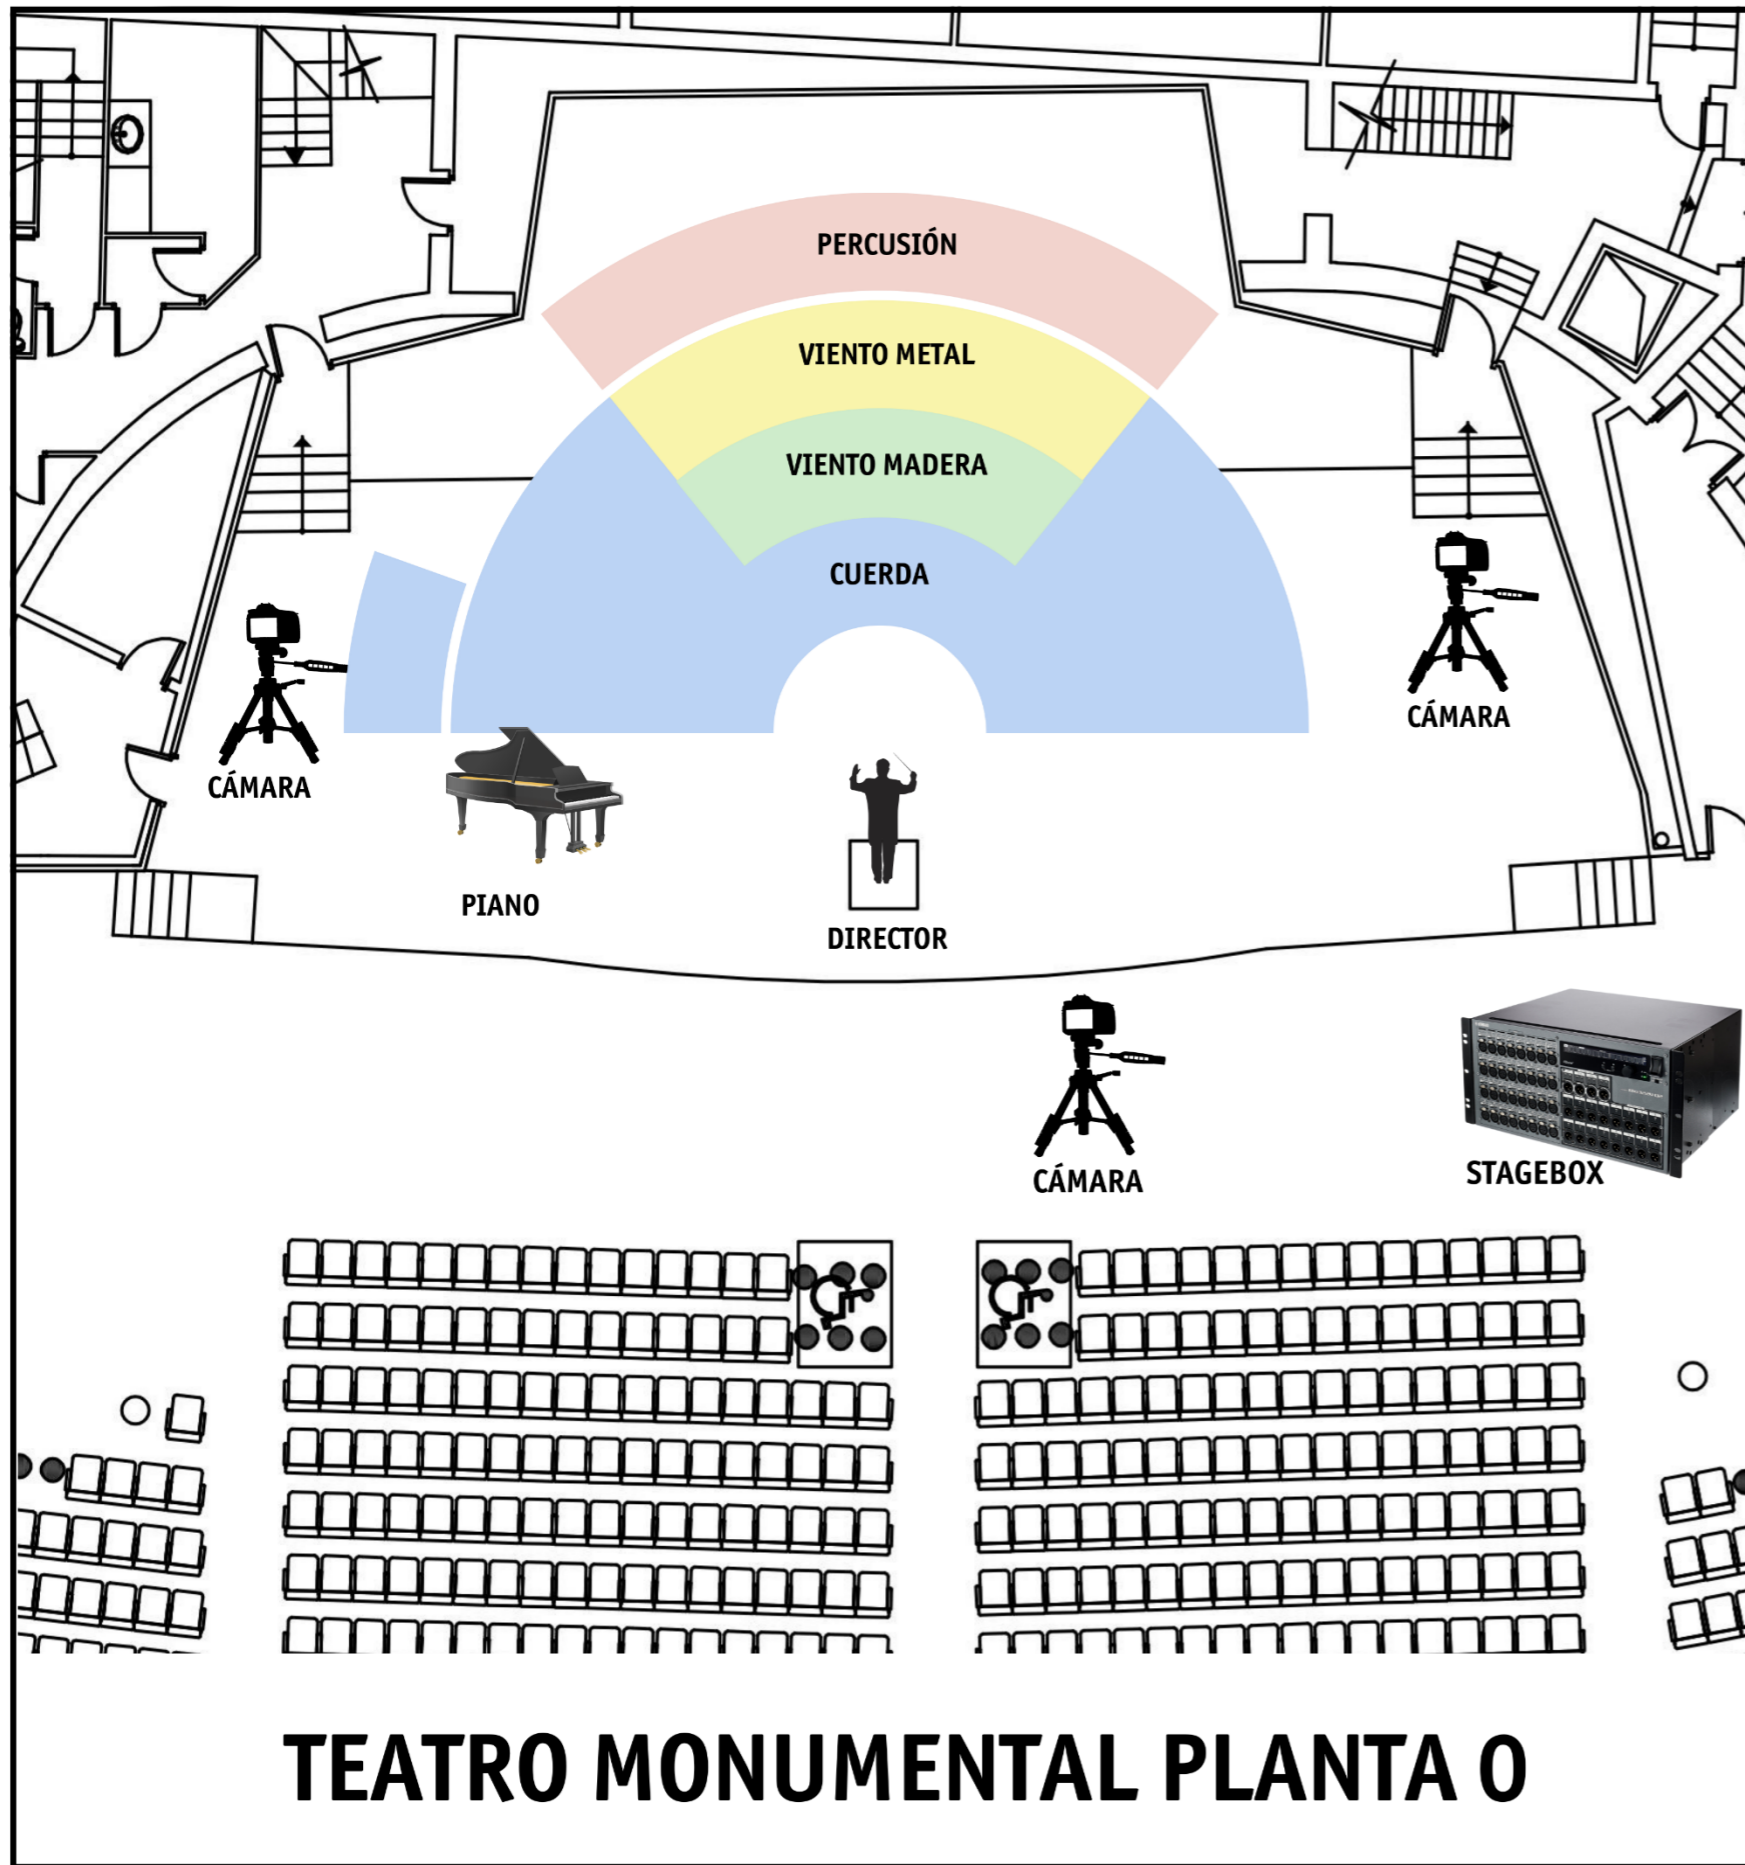 PERCUSIÓN
VIENTO METAL
VIENTO MADERA
CUERDA
CÁMARA
CÁMARA
PIANO
DIRECTOR
CÁMARA
STAGEBOX
TEATRO MONUMENTAL PLANTA 0